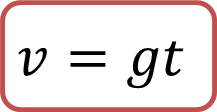 v = gt